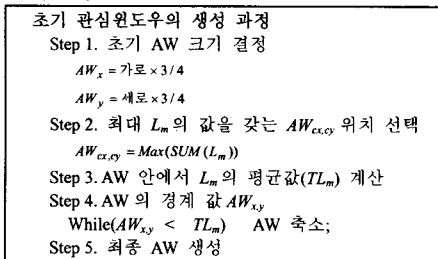 초기 관심윈도우의 생성 과정
Step 1. 초기 AW 크기 결정
AWx = 가로×3/4
AWy = 세로×3/4
Step 2. 최대 Lm의 값을 갖는 AWcx,cy 위치 선택
AWcx,cy = Max(SUM (Lm))
Step 3. AW 안에서 Lm의 평균값(TLm) 계산
Step 4. AW 의 경계 값 AWx,y
While(AWx,y < TLm) AW 축소;
Step 5. 최종 AW 생성